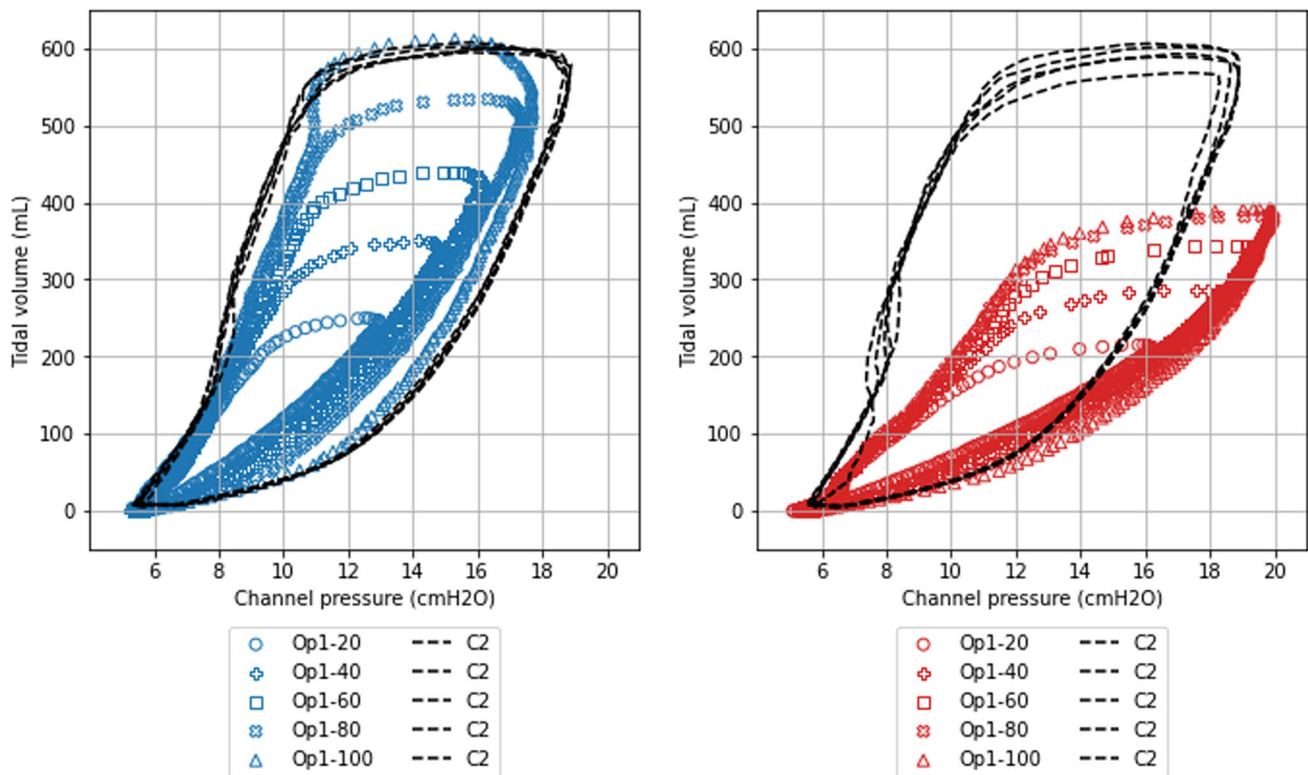 600
500
400
300
200
100
0
Tidal volume (mL)
6 8 10 12 14 16 18 20
Channel pressure (cmH2O)
Op1-20 C2
Op1-40 C2
Op1-60 C2
Op1-80 C2
Op1-100 C2
600
500
400
300
200
100
0
Tidal volume (mL)
6 8 10 12 14 16 18 20
Channel pressure (cmH2O)
Op1-20 C2
Op1-40 C2
Op1-60 C2
Op1-80 C2
Op1-100 C2